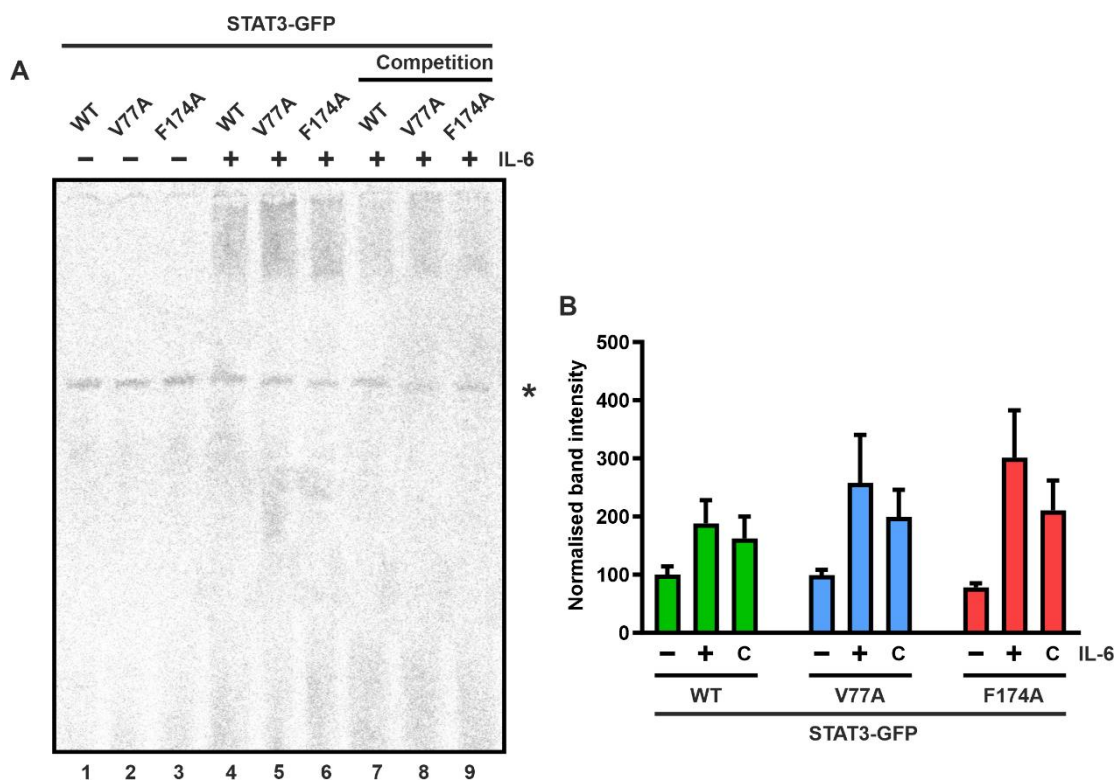 STAT3-GFP
A
Competition
WT V77A F174A WT V77A F174A WT V77A F174A
− − − + + + + + + IL-6
*
1 2 3 4 5 6 7 8 9
B
Normalised band intensity
500
400
300
200
100
0
− + C − + C − + C IL-6
WT V77A F174A
STAT3-GFP